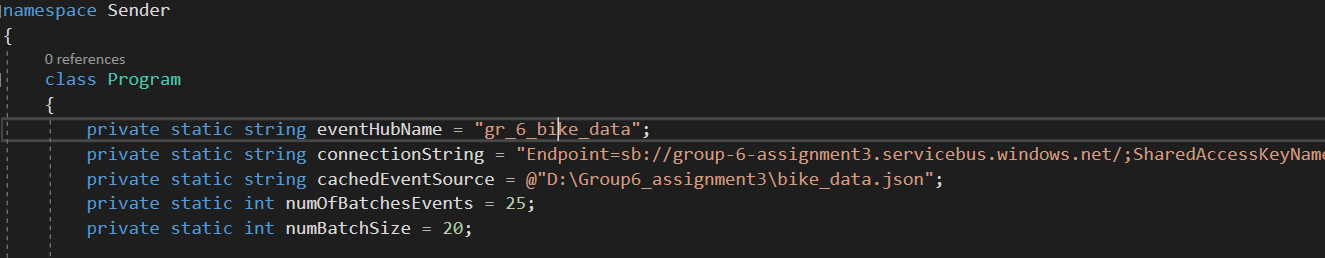 namespace Sender
{
0 references
class Program
{
private static string eventHubName = "gr_6_bike_data";
private static string connectionString = "Endpoint=sb://group-6-assignment3.servicebus.windows.net/;SharedAccessKeyName
private static string cachedEventSource = @"D:\Group6_assignment3\bike_data.json";
private static int numOfBatchesEvents = 25;
private static int numBatchSize = 20;